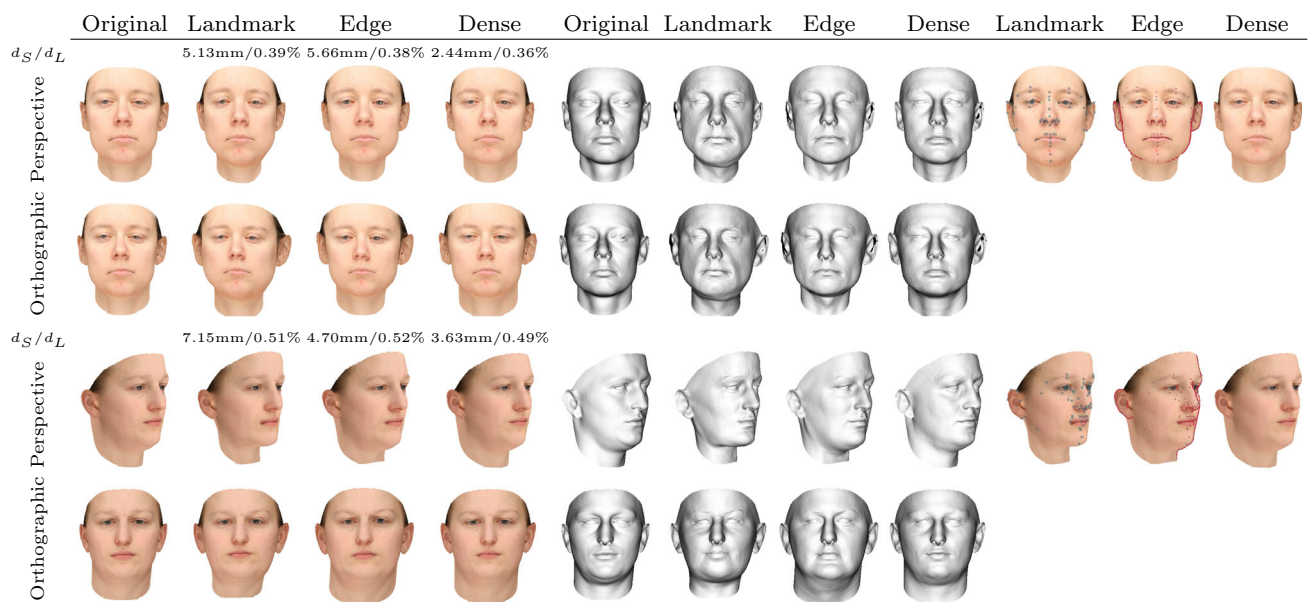 Original Landmark Edge Dense Original Landmark Edge Dense Landmark Edge Dense
d_S/d_L 5.13mm/0.39% 5.66mm/0.38% 2.44mm/0.36%
Perspective
Orthographic
d_S/d_L 7.15mm/0.51% 4.70mm/0.52% 3.63mm/0.49%
Perspective
Orthographic